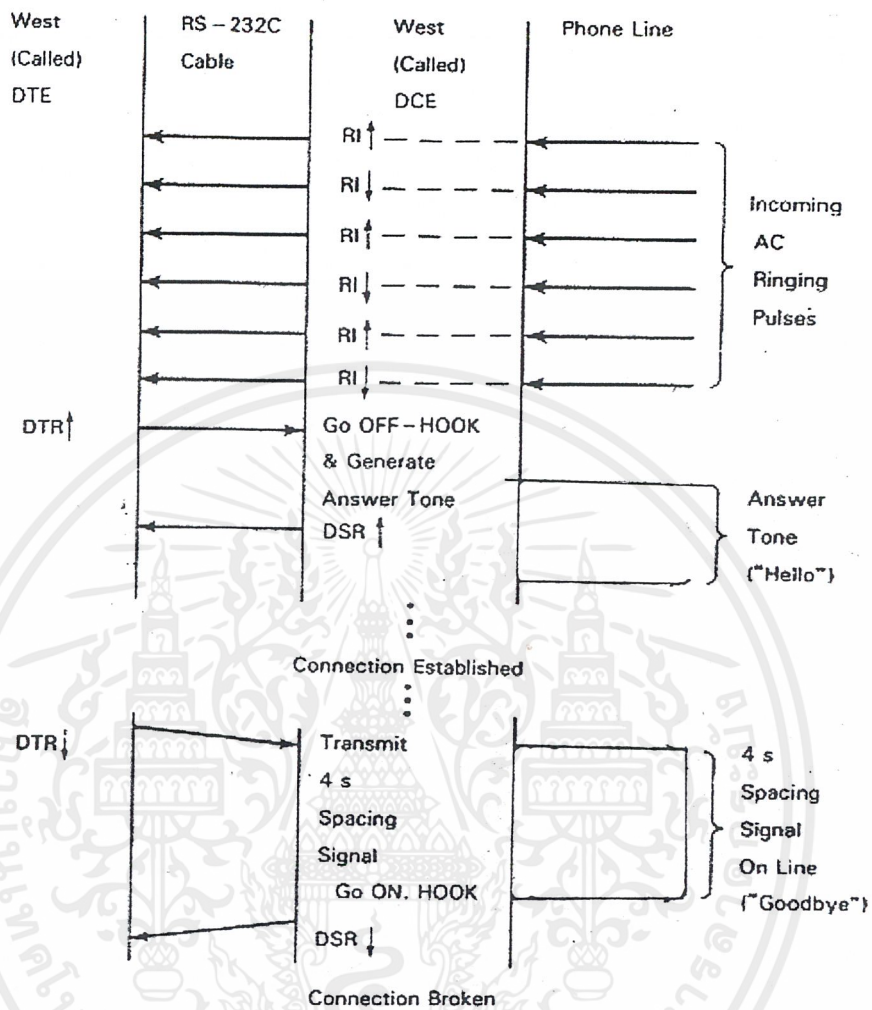 West
(Called)
DTE
RS-232C
Cable
West
(Called)
DCE
Phone Line
RI↑
RI↓
RI↑
RI↓
RI↑
RI↓
Incoming
AC
Ringing
Pulses
DTR↑
Go OFF-HOOK
& Generate
Answer Tone
DSR↑
Answer
Tone
("Hello")
Connection Established
DTR↓
Transmit
4 s
Spacing
Signal
Go ON. HOOK
DSR↓
4 s
Spacing
Signal
On Line
("Goodbye")
Connection Broken